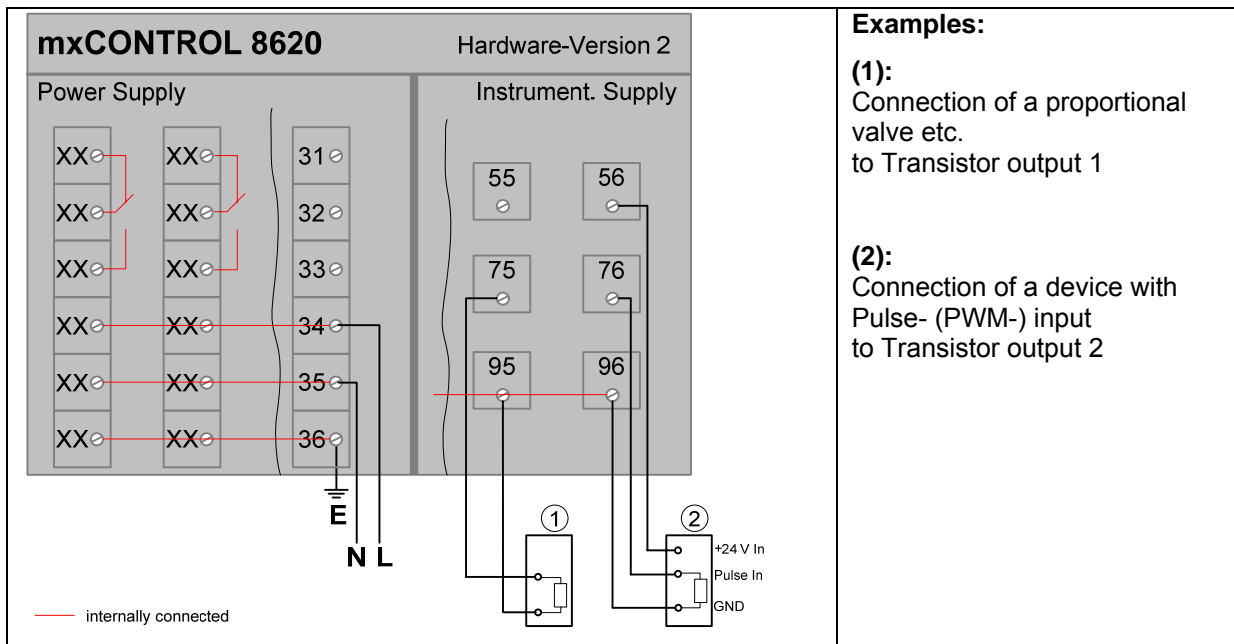 mxCONTROL 8620 Hardware-Version 2
Power Supply Instrument. Supply
XX XX 31
55 56
XX XX 32
XX XX 33
75 76
XX XX 34
95 96
XX XX 35
XX XX 36
E
N L
1 2
+24 V In
Pulse In
GND
internally connected
Examples:
(1):
Connection of a proportional
valve etc.
to Transistor output 1
(2):
Connection of a device with
Pulse- (PWM-) input
to Transistor output 2